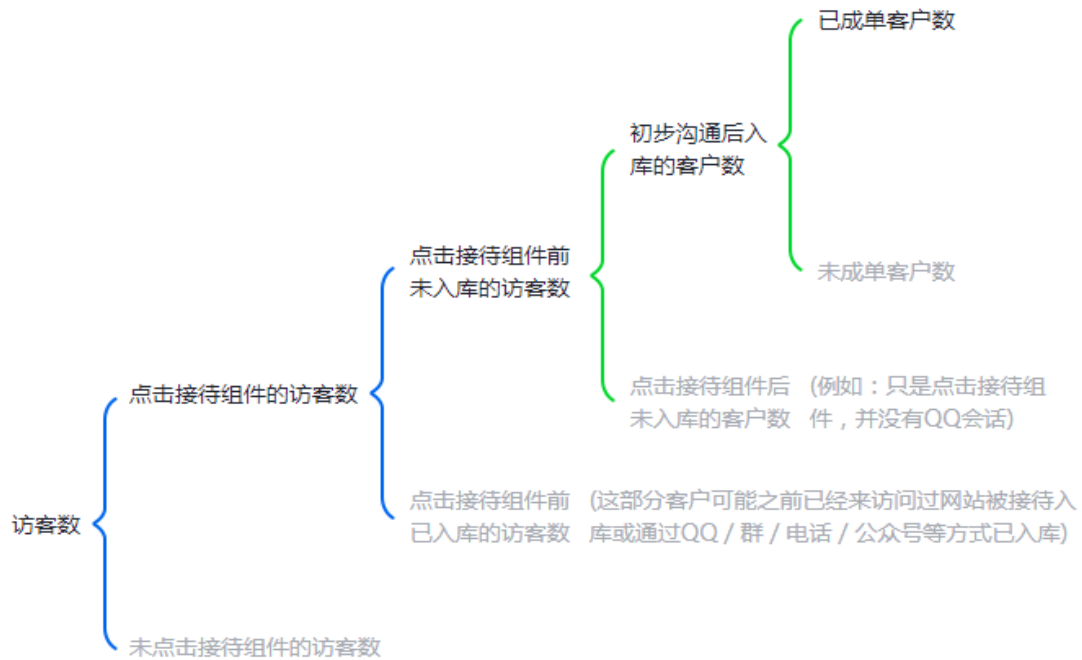 已成单客户数
初步沟通后入
库的客户数
点击接待组件前
未入库的访客数
未成单客户数
点击接待组件的访客数
点击接待组件后 (例如：只是点击接待组
未入库的客户数 件，并没有QQ会话)
点击接待组件前 (这部分客户可能之前已经来访问过网站被接待入
已入库的访客数 库或通过QQ / 群 / 电话 / 公众号等方式已入库)
访客数
未点击接待组件的访客数